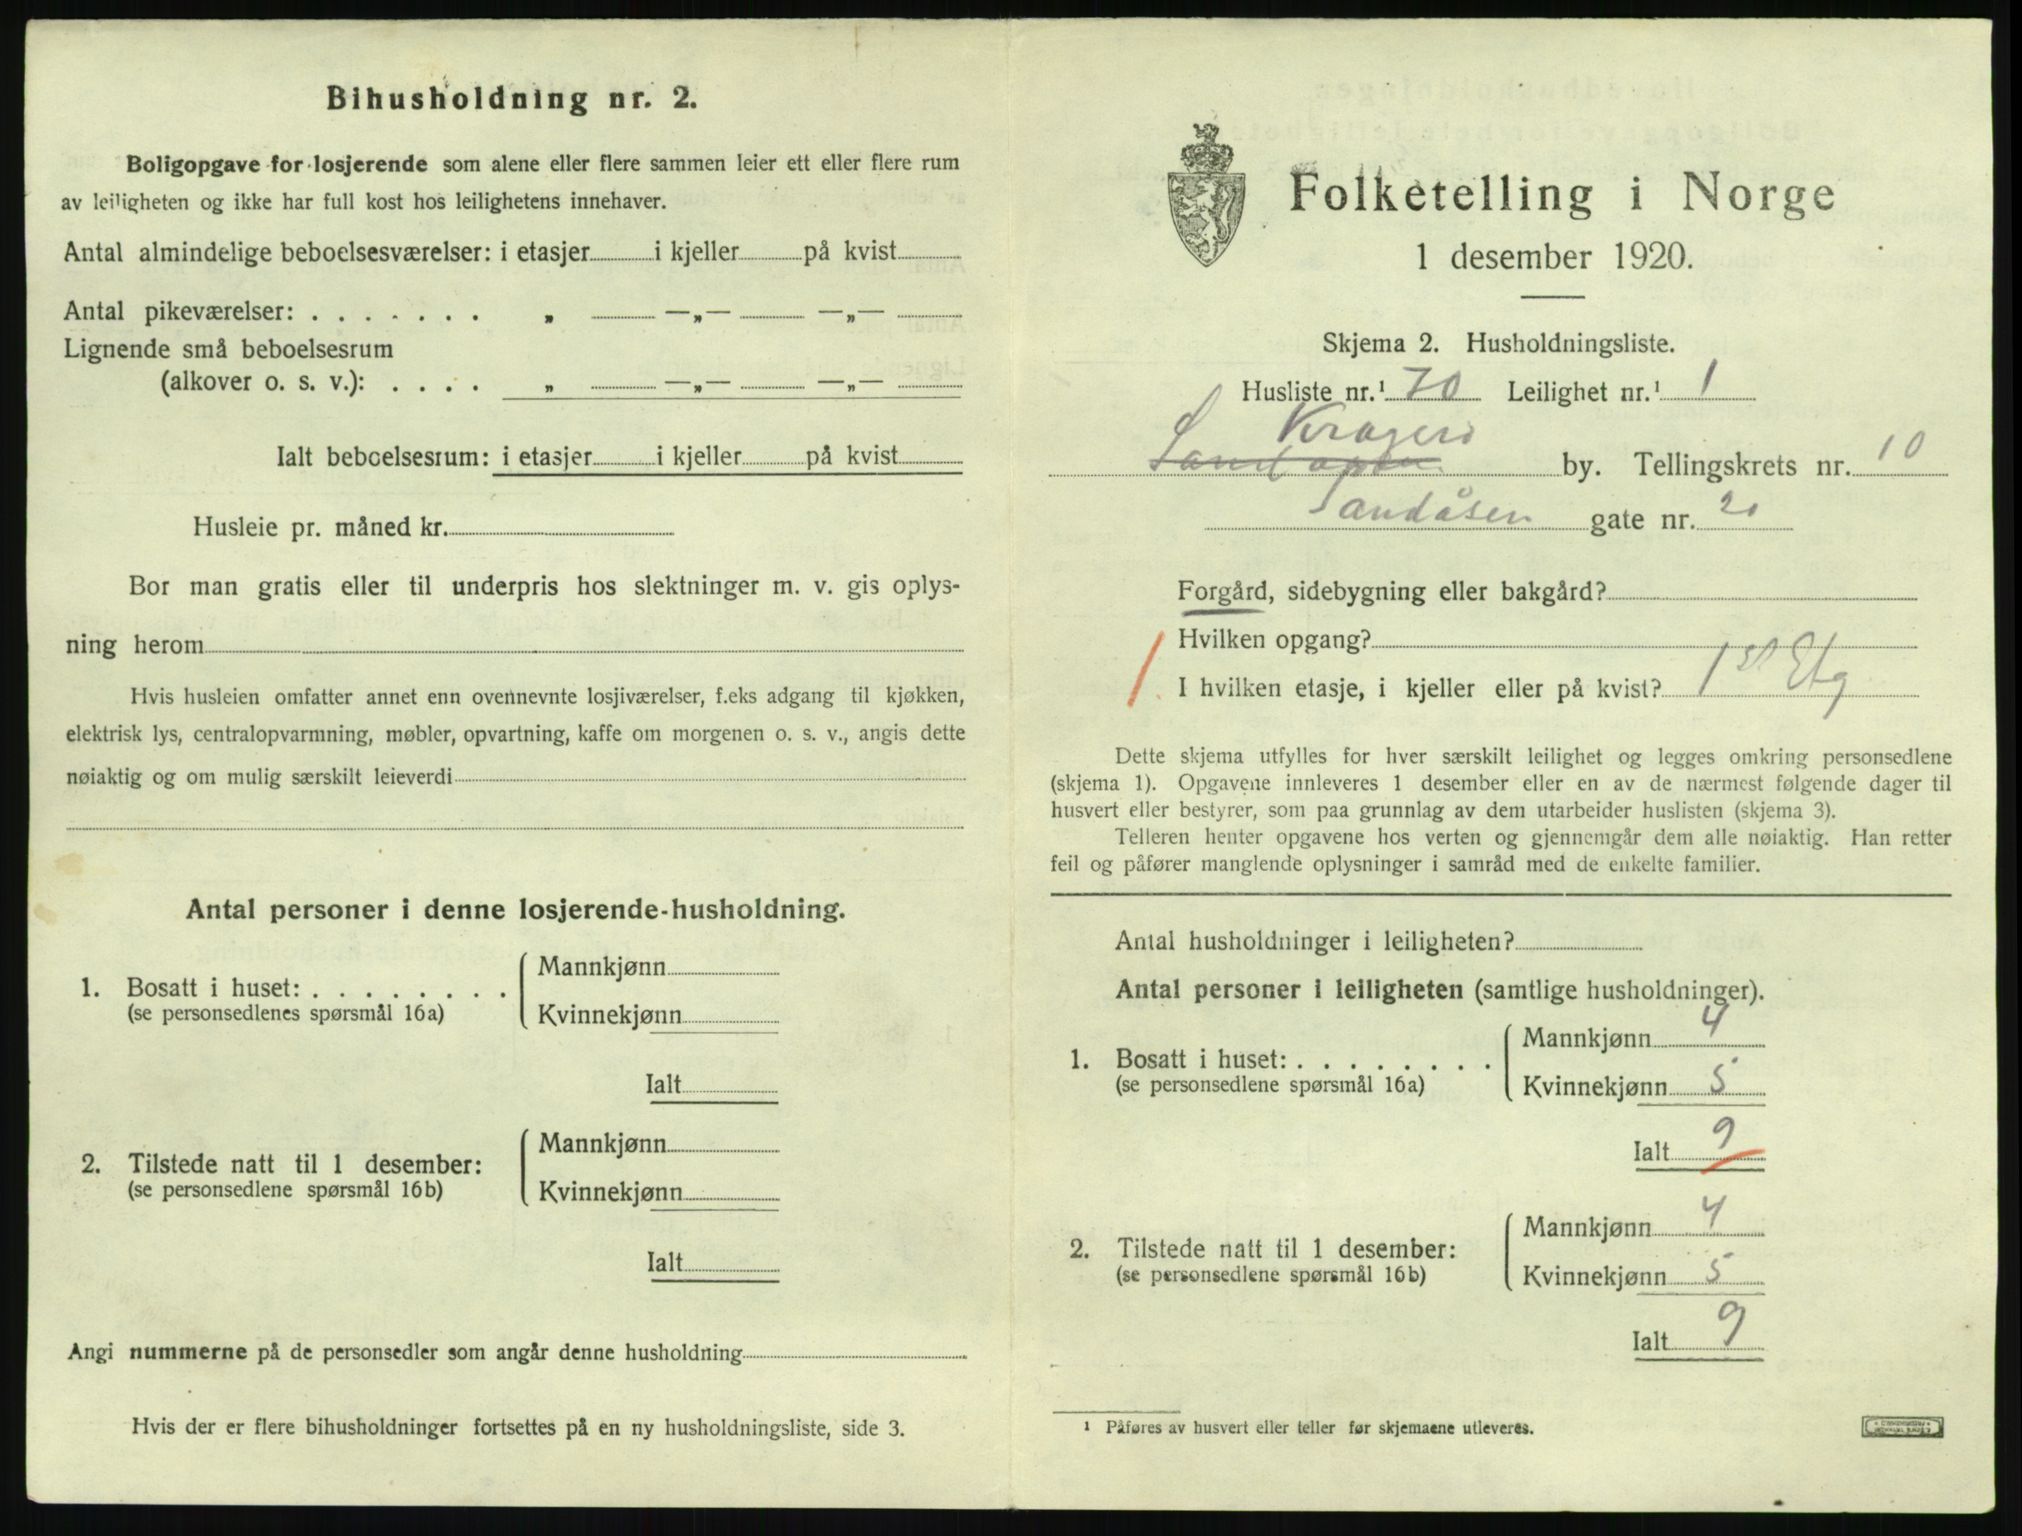 Bihusholdning nr. 2.
Boligopgave for losjerende som alene eller flere sammen leier ett eller flere rum
av leiligheten og ikke har full kost hos leilighetens innehaver.
Antal almindelige beboelsesværelser: i etasjer i kjeller på kvist
Antal pikeværelser: . . . . . . . „ —„— —„—
Lignende små beboelsesrum
(alkover o. s. v.): . . . . „ —„— —„—
Ialt beboelsesrum: i etasjer i kjeller på kvist
Husleie pr. måned kr.
Bor man gratis eller til underpris hos slektninger m. v. gis oplys-
ning herom
Hvis husleien omfatter annet enn ovennevnte losjiværelser, f.eks adgang til kjøkken,
elektrisk lys, centralopvarmning, møbler, opvartning, kaffe om morgenen o. s. v., angis dette
nøiaktig og om mulig særskilt leieverdi
Antal personer i denne losjerende-husholdning.
1. Bosatt i huset: . . . . . . . . Mannkjønn
(se personsedlenes spørsmål 16a) Kvinnekjønn
Ialt
2. Tilstede natt til 1 desember: Mannkjønn
(se personsedlene spørsmål 16b) Kvinnekjønn
Ialt
Angi nummerne på de personsedler som angår denne husholdning
Hvis der er flere bihusholdninger fortsettes på en ny husholdningsliste, side 3.
Folketelling i Norge
1 desember 1920.
Skjema 2. Husholdningsliste.
Husliste nr.¹ 70 Leilighet nr.¹ 1
Kragerø
by. Tellingskrets nr. 10
Sandåsen gate nr. 20
Forgård, sidebygning eller bakgård?
Hvilken opgang?
I hvilken etasje, i kjeller eller på kvist? 1st Etg
Dette skjema utfylles for hver særskilt leilighet og legges omkring personsedlene
(skjema 1). Opgavene innleveres 1 desember eller en av de nærmest følgende dager til
husvert eller bestyrer, som paa grunnlag av dem utarbeider huslisten (skjema 3).
Telleren henter opgavene hos verten og gjennemgår dem alle nøiaktig. Han retter
feil og påfører manglende oplysninger i samråd med de enkelte familier.
Antal husholdninger i leiligheten?
Antal personer i leiligheten (samtlige husholdninger).
1. Bosatt i huset: . . . . . . . . Mannkjønn 4
(se personsedlene spørsmål 16a) Kvinnekjønn 5
Ialt 9
2. Tilstede natt til 1 desember: Mannkjønn 4
(se personsedlene spørsmål 16b) Kvinnekjønn 5
Ialt 9
¹ Påføres av husvert eller teller før skjemaene utleveres.